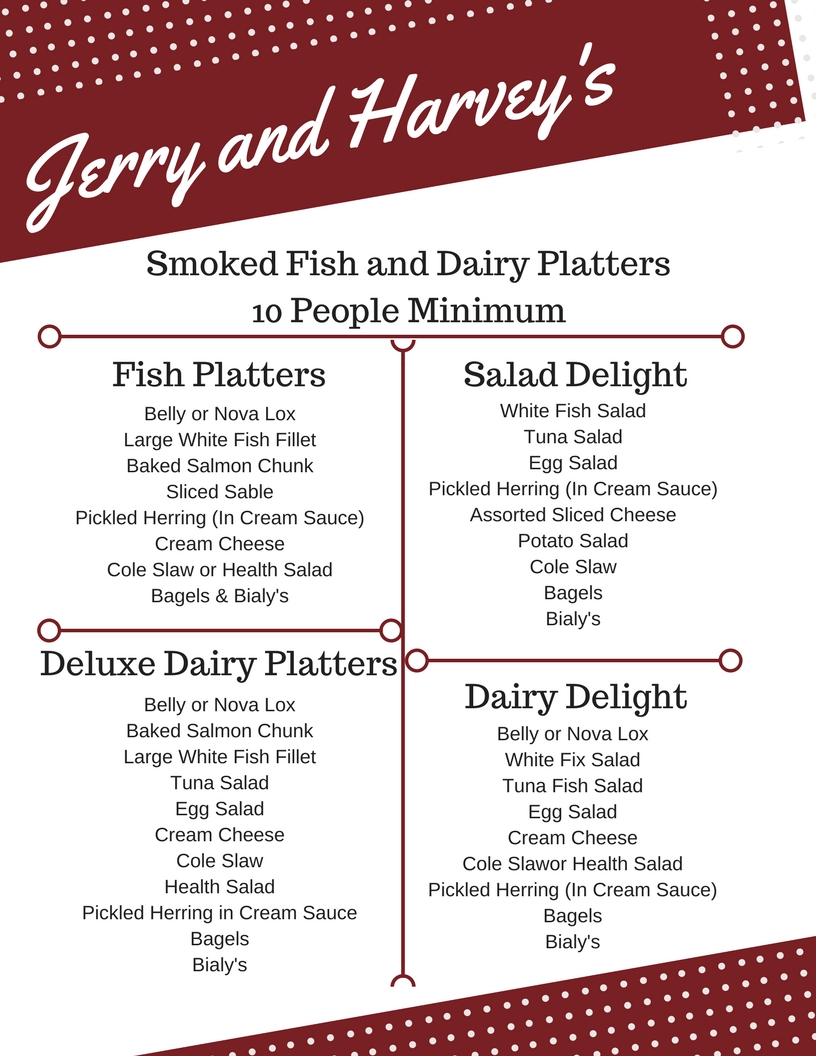 Jerry and Harvey's
Smoked Fish and Dairy Platters
10 People Minimum
Fish Platters
Belly or Nova Lox
Large White Fish Fillet
Baked Salmon Chunk
Sliced Sable
Pickled Herring (In Cream Sauce)
Cream Cheese
Cole Slaw or Health Salad
Bagels & Bialy's
Deluxe Dairy Platters
Belly or Nova Lox
Baked Salmon Chunk
Large White Fish Fillet
Tuna Salad
Egg Salad
Cream Cheese
Cole Slaw
Health Salad
Pickled Herring in Cream Sauce
Bagels
Bialy's
Salad Delight
White Fish Salad
Tuna Salad
Egg Salad
Pickled Herring (In Cream Sauce)
Assorted Sliced Cheese
Potato Salad
Cole Slaw
Bagels
Bialy's
Dairy Delight
Belly or Nova Lox
White Fix Salad
Tuna Fish Salad
Egg Salad
Cream Cheese
Cole Slawor Health Salad
Pickled Herring (In Cream Sauce)
Bagels
Bialy's